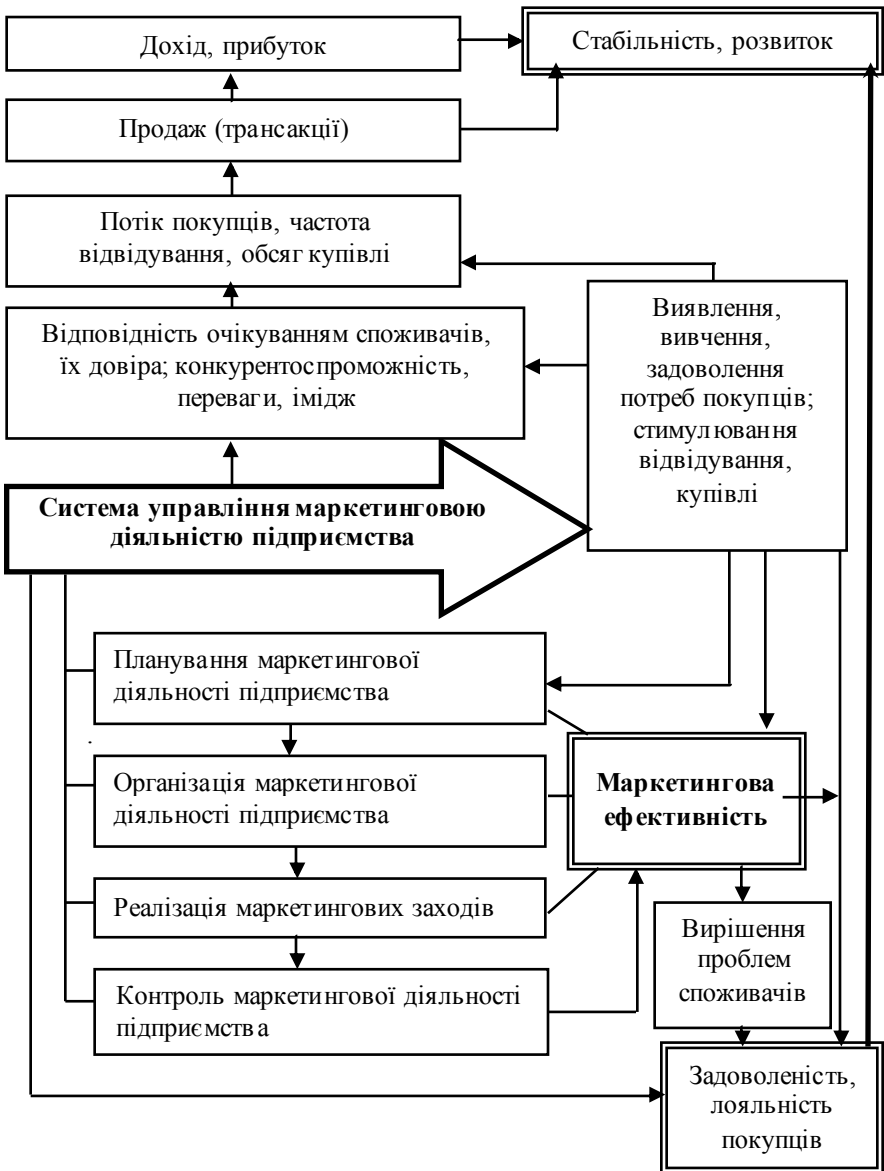 Дохід, прибуток
Стабільність, розвиток
Продаж (трансакції)
Потік покупців, частота
відвідування, обсяг купівлі
Виявлення,
вивчення,
задоволення
потреб покупців;
стимулювання
відвідування,
купівлі
Відповідність очікуванням споживачів,
їх довіра; конкурентоспроможність,
переваги, імідж
Система управління маркетинговою
діяльністю підприємства
Планування маркетингової
діяльності підприємства
Організація маркетингової
діяльності підприємства
Маркетингова
ефективність
Реалізація маркетингових заходів
Контроль маркетингової діяльності
підприємства
Вирішення
проблем
споживачів
Задоволеність,
лояльність
покупців